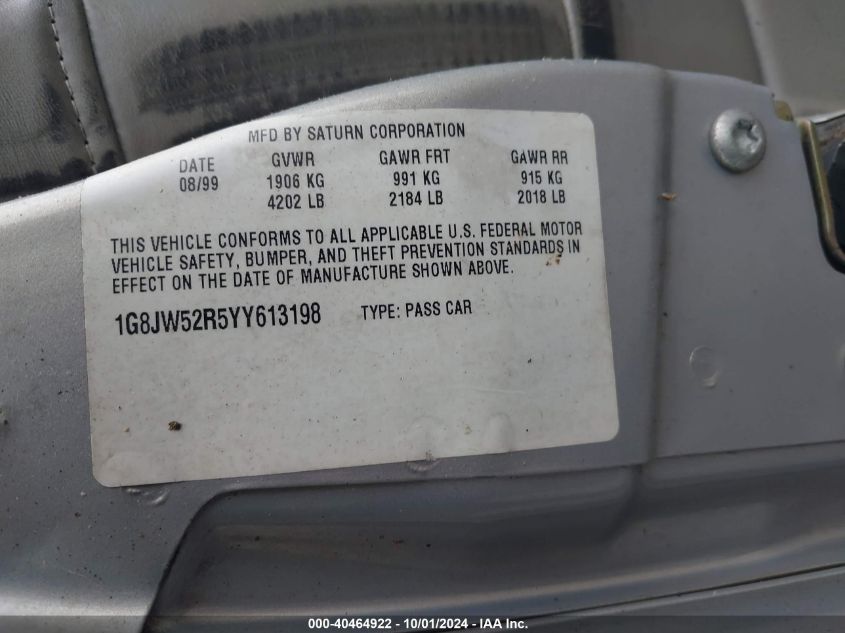 MFD BY SATURN CORPORATION
DATE GVWR GAWR FRT GAWR RR
08/99 1906 KG 991 KG 915 KG
4202 LB 2184 LB 2018 LB
THIS VEHICLE CONFORMS TO ALL APPLICABLE U.S. FEDERAL MOTOR
VEHICLE SAFETY, BUMPER, AND THEFT PREVENTION STANDARDS IN
EFFECT ON THE DATE OF MANUFACTURE SHOWN ABOVE.
1G8JW52R5YY613198 TYPE: PASS CAR
000-40464922 - 10/01/2024 - IAA Inc.